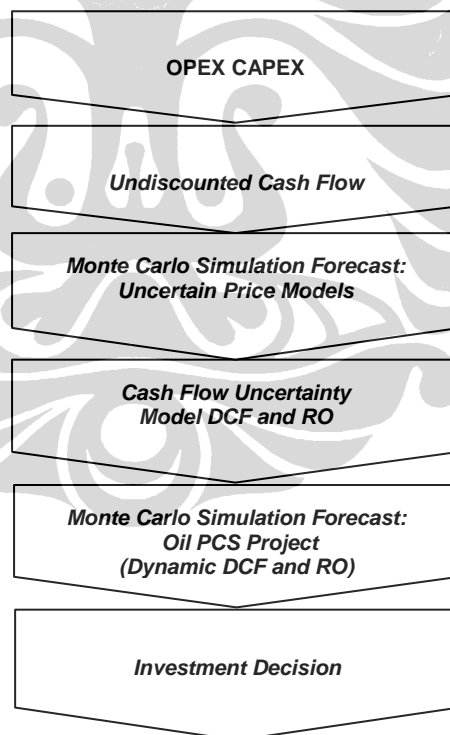 OPEX CAPEX
Undiscounted Cash Flow
Monte Carlo Simulation Forecast:
Uncertain Price Models
Cash Flow Uncertainty
Model DCF and RO
Monte Carlo Simulation Forecast:
Oil PCS Project
(Dynamic DCF and RO)
Investment Decision